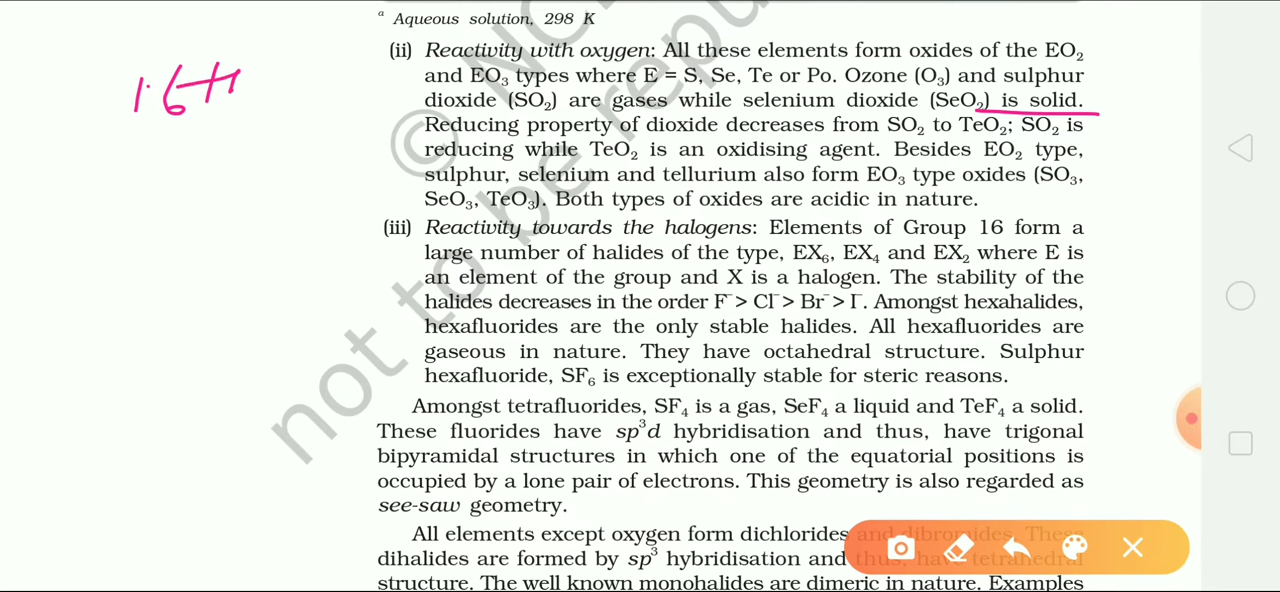 ᵃ Aqueous solution, 298 K
(ii) Reactivity with oxygen: All these elements form oxides of the EO₂
and EO₃ types where E = S, Se, Te or Po. Ozone (O₃) and sulphur
dioxide (SO₂) are gases while selenium dioxide (SeO₂) is solid.
Reducing property of dioxide decreases from SO₂ to TeO₂; SO₂ is
reducing while TeO₂ is an oxidising agent. Besides EO₂ type,
sulphur, selenium and tellurium also form EO₃ type oxides (SO₃,
SeO₃, TeO₃). Both types of oxides are acidic in nature.
(iii) Reactivity towards the halogens: Elements of Group 16 form a
large number of halides of the type, EX₆, EX₄ and EX₂ where E is
an element of the group and X is a halogen. The stability of the
halides decreases in the order F⁻ > Cl⁻ > Br⁻ > I⁻. Amongst hexahalides,
hexafluorides are the only stable halides. All hexafluorides are
gaseous in nature. They have octahedral structure. Sulphur
hexafluoride, SF₆ is exceptionally stable for steric reasons.
Amongst tetrafluorides, SF₄ is a gas, SeF₄ a liquid and TeF₄ a solid.
These fluorides have sp³d hybridisation and thus, have trigonal
bipyramidal structures in which one of the equatorial positions is
occupied by a lone pair of electrons. This geometry is also regarded as
see-saw geometry.
All elements except oxygen form dichlorides and dibromides. These
dihalides are formed by sp³ hybridisation and thus, have tetrahedral
structure. The well known monohalides are dimeric in nature. Examples
© NC
not to be repu